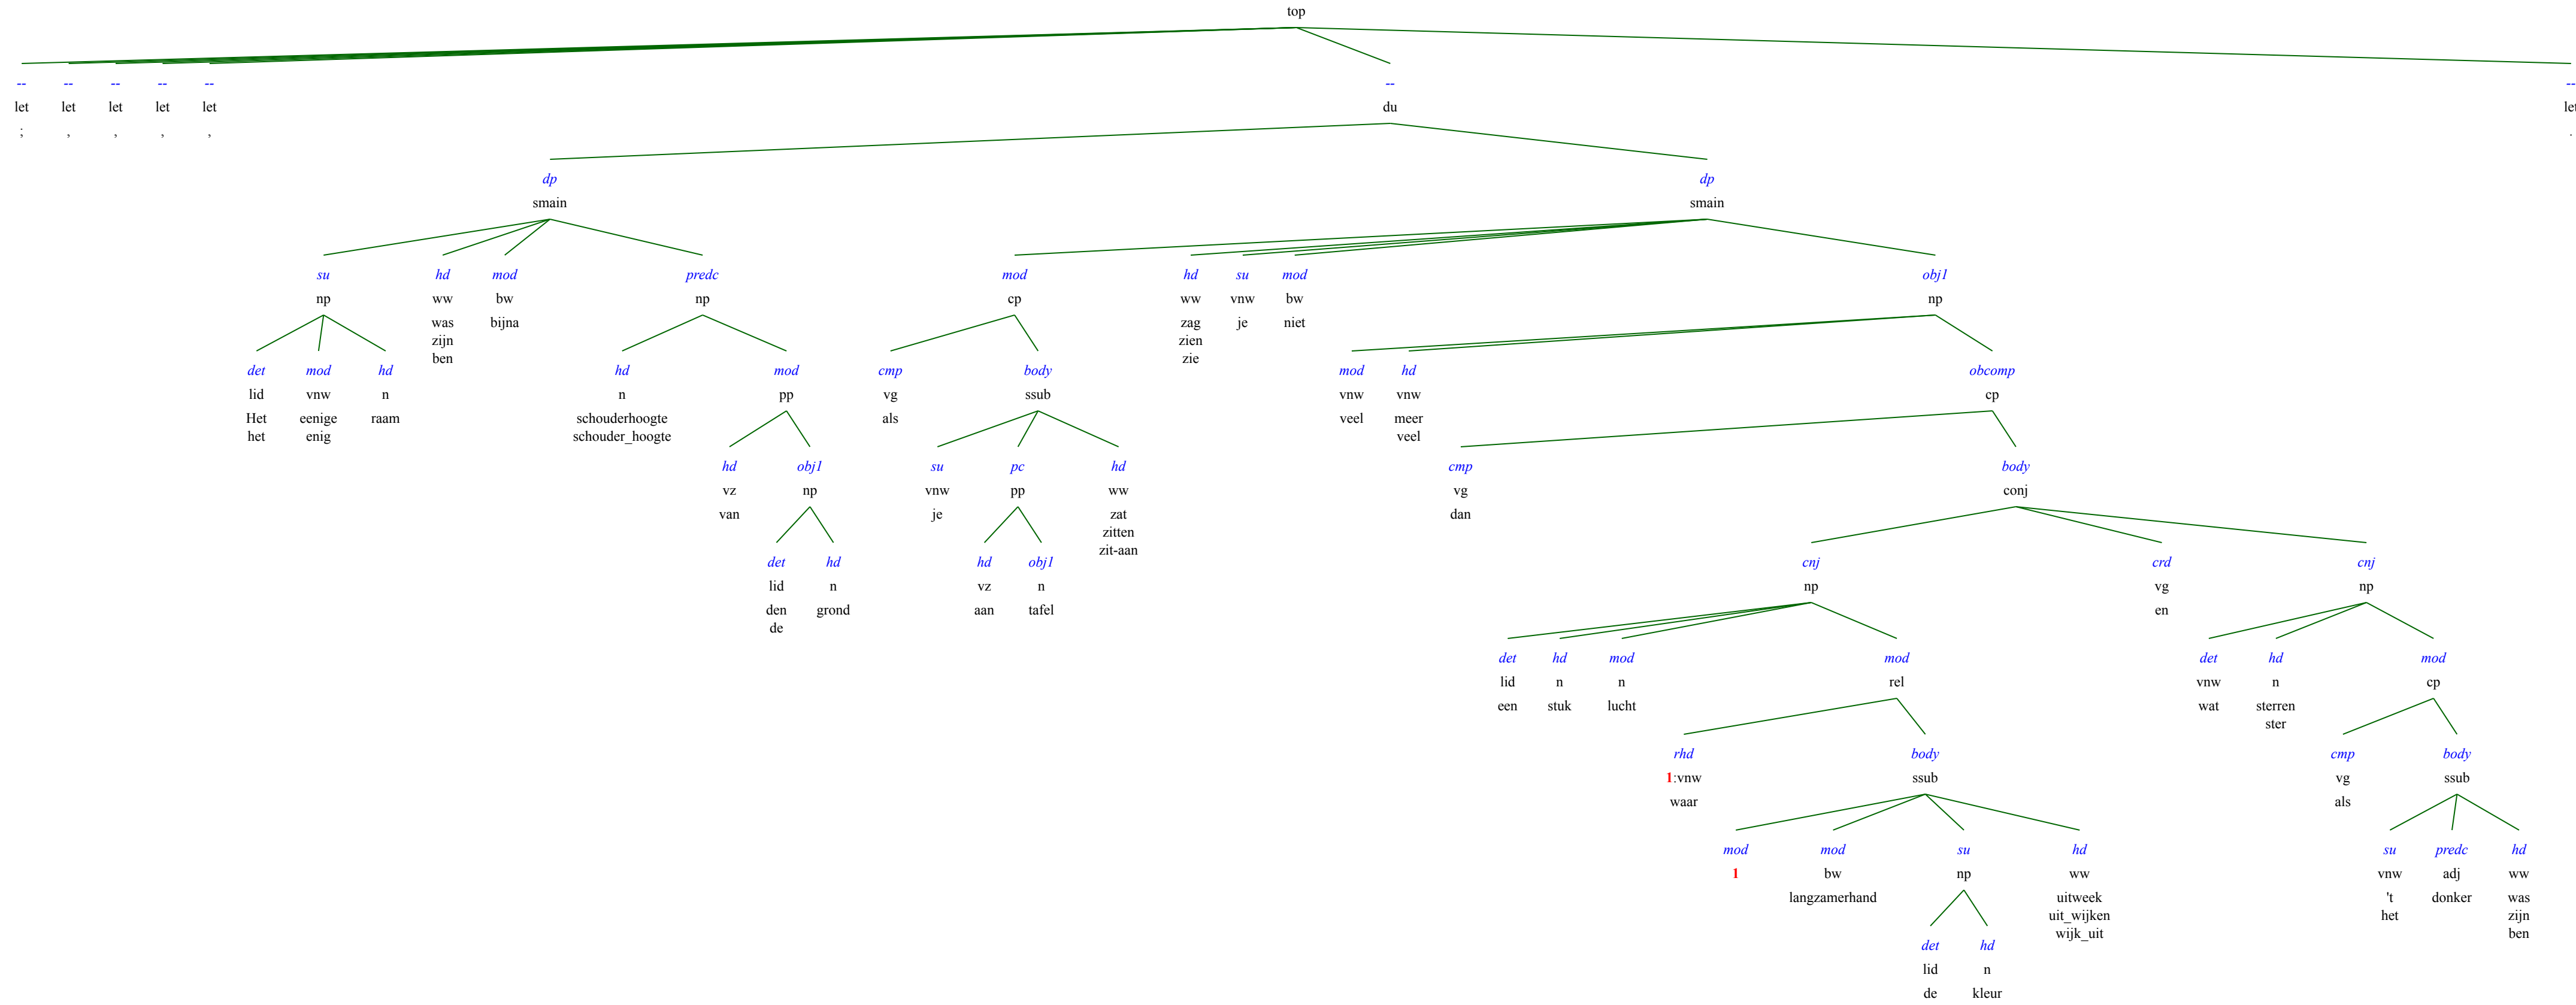 top
-- -- -- -- -- -- --
let let let let let du let
; , , , , .
dp dp
smain smain
su hd mod predc mod hd su mod obj1
np ww bw np cp ww vnw bw np
was bijna zag je niet
zijn zien
ben zie
det mod hd hd mod cmp body mod hd obcomp
lid vnw n n pp vg ssub vnw vnw cp
Het eenige raam schouderhoogte als veel meer
het enig schouder_hoogte veel
hd obj1 su pc hd cmp body
vz np vnw pp ww vg conj
van je zat dan
zitten
zit-aan
det hd hd obj1 cnj crd cnj
lid n vz n np vg np
den grond aan tafel en
de
det hd mod mod det hd mod
lid n n rel vnw n cp
een stuk lucht wat sterren
ster
rhd body cmp body
1:vnw ssub vg ssub
waar als
mod mod su hd su predc hd
1 bw np ww vnw adj ww
langzamerhand uitweek 't donker was
uit_wijken het zijn
wijk_uit ben
det hd
lid n
de kleur